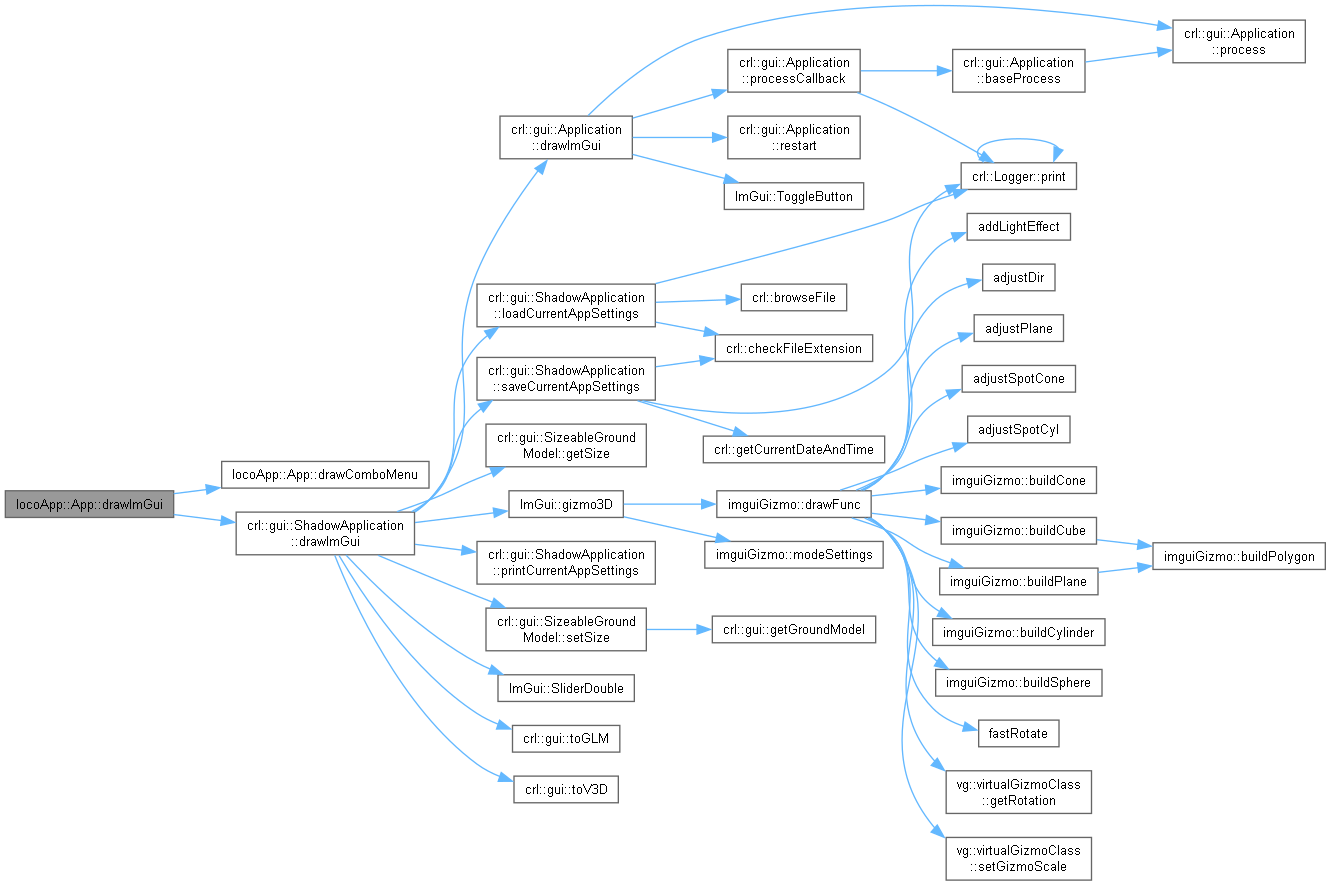 locoApp::App::drawImGui
locoApp::App::drawComboMenu
crl::gui::ShadowApplication
::drawImGui
crl::gui::Application
::drawImGui
crl::gui::ShadowApplication
::loadCurrentAppSettings
crl::gui::ShadowApplication
::saveCurrentAppSettings
crl::gui::SizeableGround
Model::getSize
ImGui::gizmo3D
crl::gui::ShadowApplication
::printCurrentAppSettings
crl::gui::SizeableGround
Model::setSize
ImGui::SliderDouble
crl::gui::toGLM
crl::gui::toV3D
crl::gui::Application
::processCallback
crl::gui::Application
::restart
ImGui::ToggleButton
crl::browseFile
crl::checkFileExtension
crl::getCurrentDateAndTime
imguiGizmo::drawFunc
imguiGizmo::modeSettings
crl::gui::getGroundModel
crl::gui::Application
::baseProcess
crl::Logger::print
addLightEffect
adjustDir
adjustPlane
adjustSpotCone
adjustSpotCyl
imguiGizmo::buildCone
imguiGizmo::buildCube
imguiGizmo::buildPlane
imguiGizmo::buildCylinder
imguiGizmo::buildSphere
fastRotate
vg::virtualGizmoClass
::getRotation
vg::virtualGizmoClass
::setGizmoScale
crl::gui::Application
::process
imguiGizmo::buildPolygon